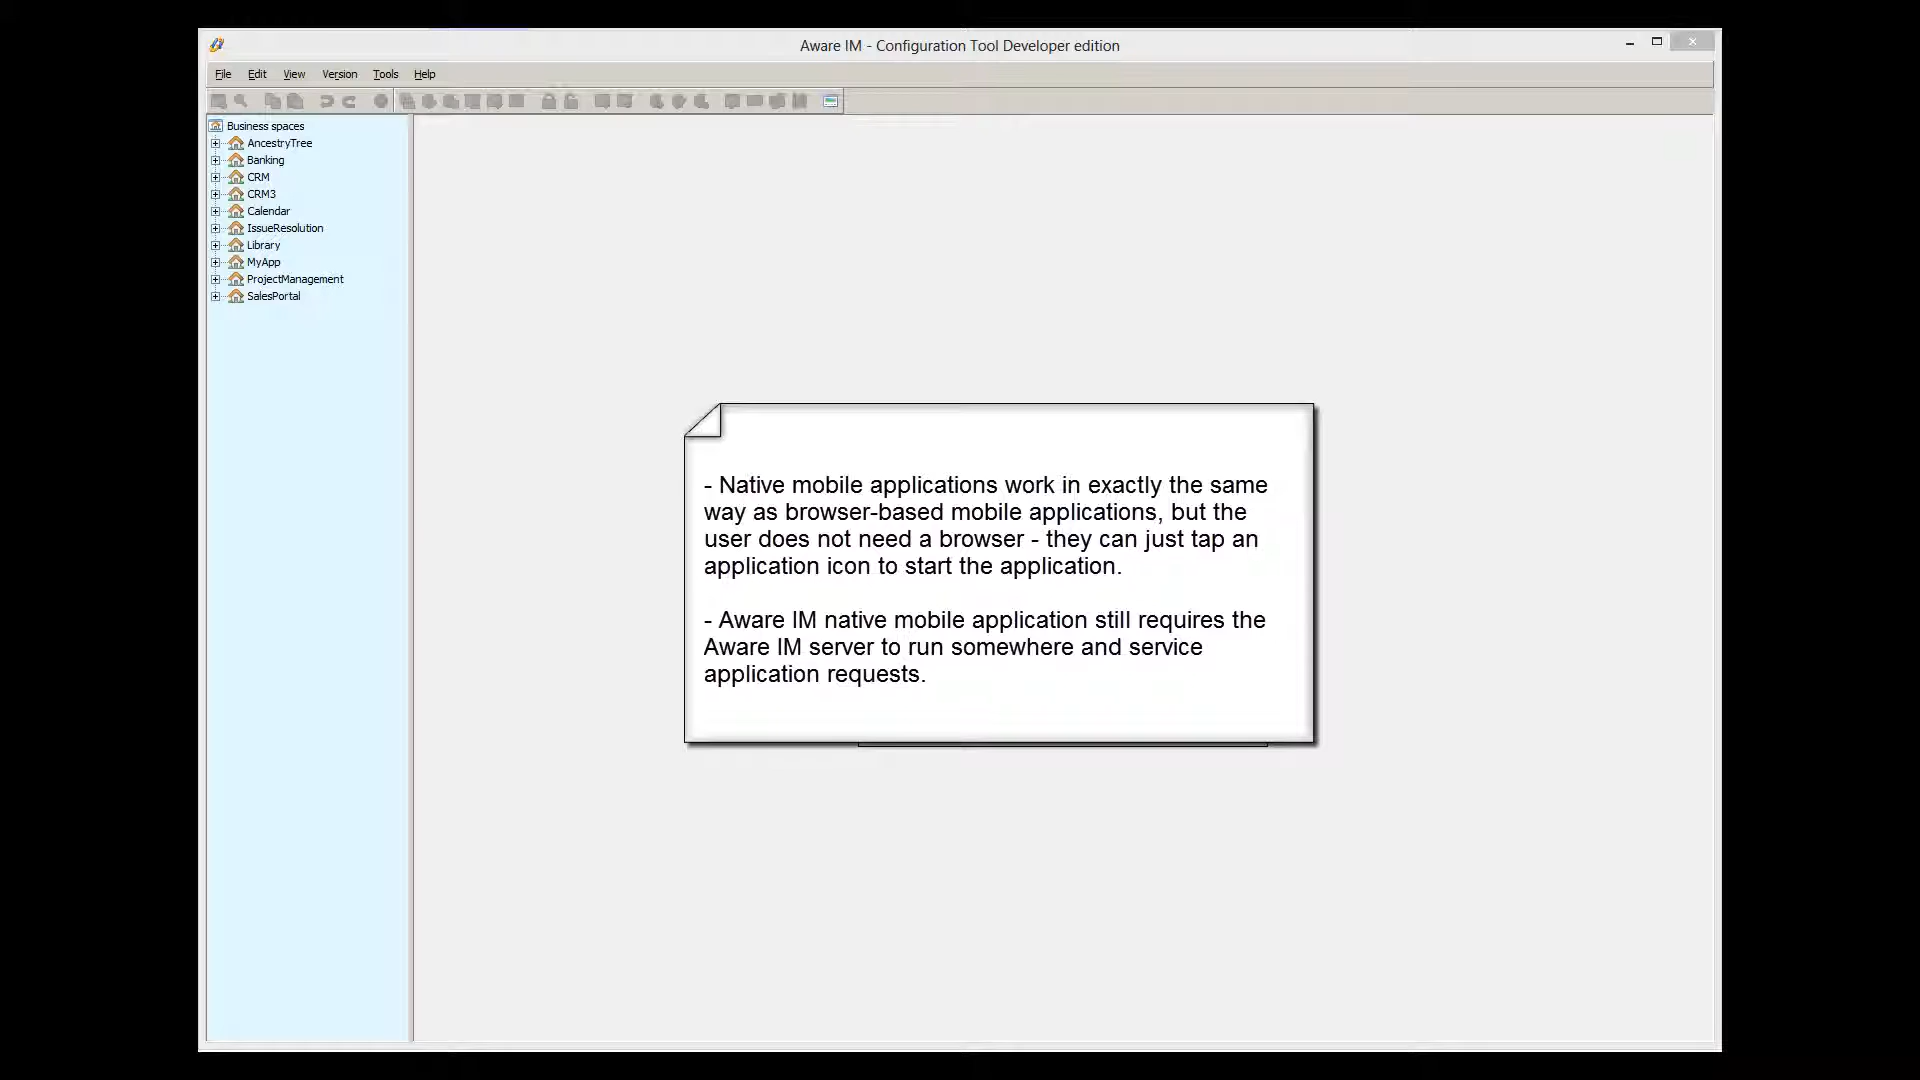 Aware IM - Configuration Tool Developer edition
File Edit View Version Tools Help
Business spaces
AncestryTree
Banking
CRM
CRM3
Calendar
IssueResolution
Library
MyApp
ProjectManagement
SalesPortal
- Native mobile applications work in exactly the same
way as browser-based mobile applications, but the
user does not need a browser - they can just tap an
application icon to start the application.
- Aware IM native mobile application still requires the
Aware IM server to run somewhere and service
application requests.